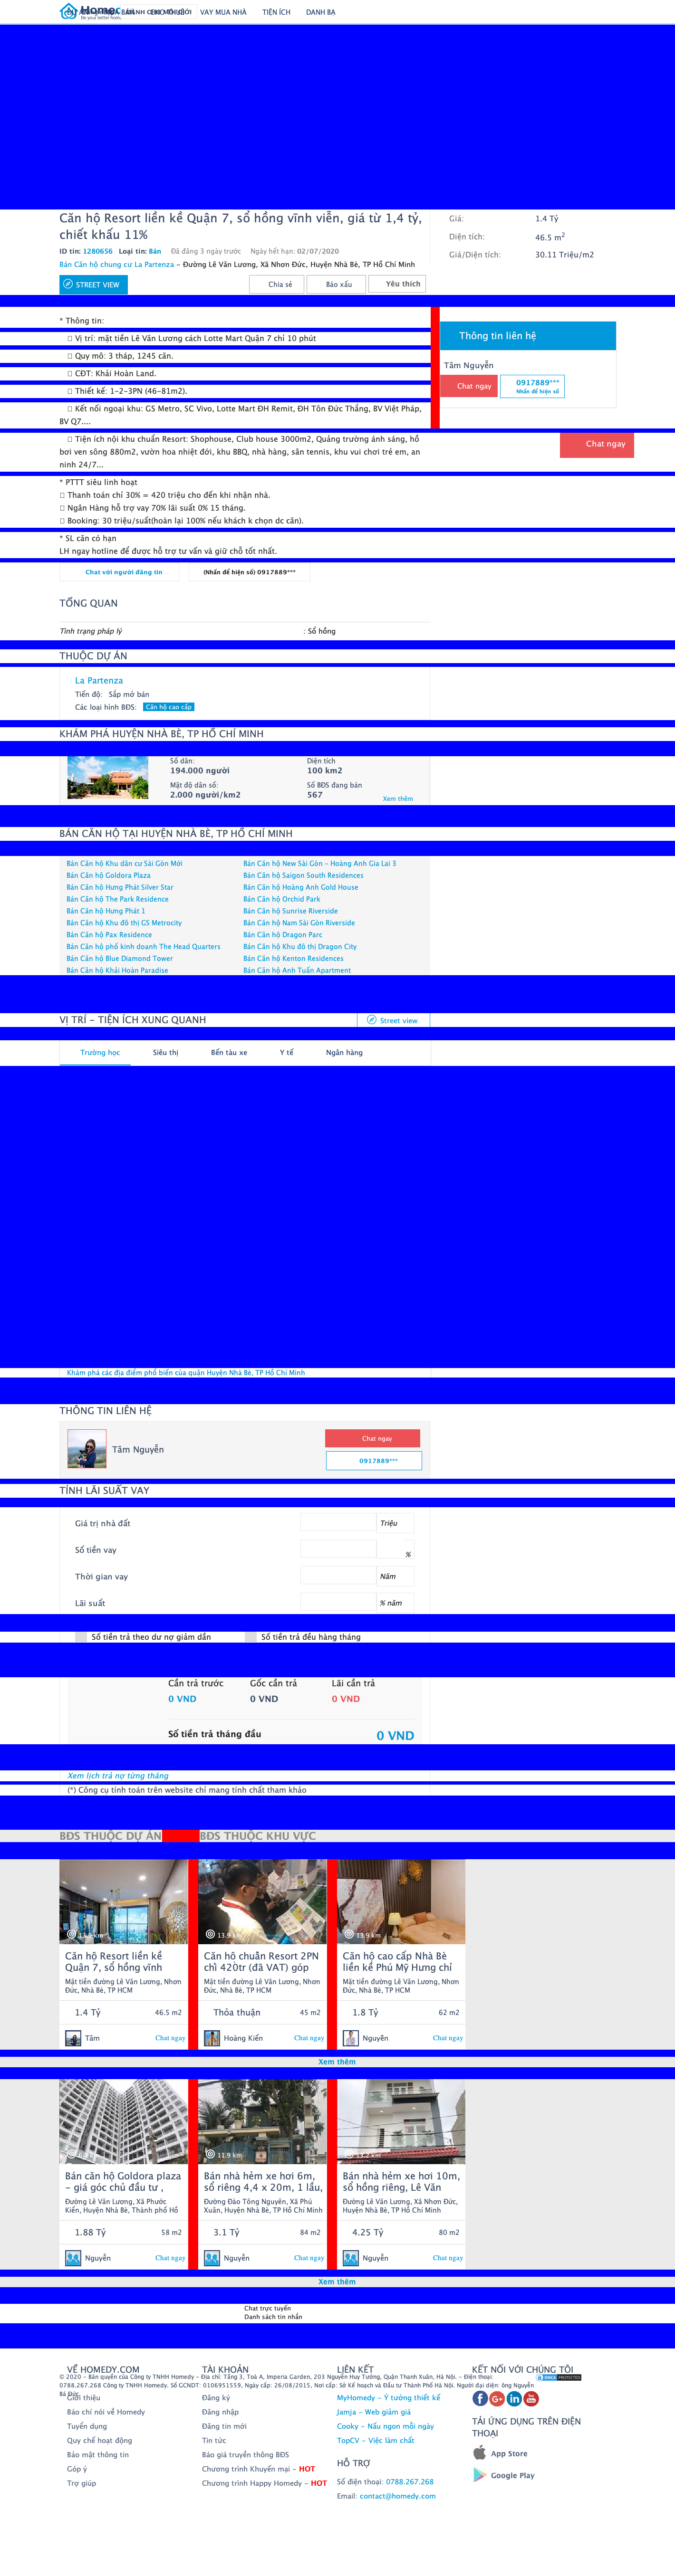 Homedy
Be your better home.
DÀNH CHO MÔI GIỚI
VAY MUA NHÀ
TIỆN ÍCH
DANH BẠ
Căn hộ Resort liền kề Quận 7, sổ hồng vĩnh viễn, giá từ 1,4 tỷ,
chiết khấu 11%
ID tin: 1280656 Loại tin: Bán Đã đăng 3 ngày trước Ngày hết hạn: 02/07/2020
Bán Căn hộ chung cư La Partenza - Đường Lê Văn Lương, Xã Nhơn Đức, Huyện Nhà Bè, TP Hồ Chí Minh
STREET VIEW
Chia sẻ
Báo xấu
Yêu thích
Giá: 1.4 Tỷ
Diện tích: 46.5 m2
Giá/Diện tích: 30.11 Triệu/m2
* Thông tin:
Vị trí: mặt tiền Lê Văn Lương cách Lotte Mart Quận 7 chỉ 10 phút
Quy mô: 3 tháp, 1245 căn.
CĐT: Khải Hoàn Land.
Thiết kế: 1-2-3PN (46-81m2).
Kết nối ngoại khu: GS Metro, SC Vivo, Lotte Mart ĐH Remit, ĐH Tôn Đức Thắng, BV Việt Pháp,
BV Q7....
Tiện ích nội khu chuẩn Resort: Shophouse, Club house 3000m2, Quảng trường ánh sáng, hồ
bơi ven sông 880m2, vườn hoa nhiệt đới, khu BBQ, nhà hàng, sân tennis, khu vui chơi trẻ em, an
ninh 24/7...
* PTTT siêu linh hoạt
Thanh toán chỉ 30% = 420 triệu cho đến khi nhận nhà.
Ngân Hàng hỗ trợ vay 70% lãi suất 0% 15 tháng.
Booking: 30 triệu/suất(hoàn lại 100% nếu khách k chọn dc căn).
* SL căn có hạn
LH ngay hotline để được hỗ trợ tư vấn và giữ chỗ tốt nhất.
Thông tin liên hệ
Tâm Nguyễn
Chat ngay
0917889***
Nhấn để hiện số
Chat ngay
Chat với người đăng tin
(Nhấn để hiện số) 0917889***
TỔNG QUAN
Tình trạng pháp lý : Sổ hồng
THUỘC DỰ ÁN
La Partenza
Tiến độ: Sắp mở bán
Các loại hình BĐS: Căn hộ cao cấp
KHÁM PHÁ HUYỆN NHÀ BÈ, TP HỒ CHÍ MINH
Số dân: Diện tích
194.000 người 100 km2
Mật độ dân số: Số BĐS đang bán
2.000 người/km2 567
Xem thêm
BÁN CĂN HỘ TẠI HUYỆN NHÀ BÈ, TP HỒ CHÍ MINH
Bán Căn hộ Khu dân cư Sài Gòn Mới Bán Căn hộ New Sài Gòn - Hoàng Anh Gia Lai 3
Bán Căn hộ Goldora Plaza Bán Căn hộ Saigon South Residences
Bán Căn hộ Hưng Phát Silver Star Bán Căn hộ Hoàng Anh Gold House
Bán Căn hộ The Park Residence Bán Căn hộ Orchid Park
Bán Căn hộ Hưng Phát 1 Bán Căn hộ Sunrise Riverside
Bán Căn hộ Khu đô thị GS Metrocity Bán Căn hộ Nam Sài Gòn Riverside
Bán Căn hộ Pax Residence Bán Căn hộ Dragon Parc
Bán Căn hộ phố kinh doanh The Head Quarters Bán Căn hộ Khu đô thị Dragon City
Bán Căn hộ Blue Diamond Tower Bán Căn hộ Kenton Residences
Bán Căn hộ Khải Hoàn Paradise Bán Căn hộ Anh Tuấn Apartment
VỊ TRÍ - TIỆN ÍCH XUNG QUANH
Street view
Trường học Siêu thị Bến tàu xe Y tế Ngân hàng
Khám phá các địa điểm phổ biến của quận Huyện Nhà Bè, TP Hồ Chí Minh
THÔNG TIN LIÊN HỆ
Tâm Nguyễn
Chat ngay
0917889***
TÍNH LÃI SUẤT VAY
Giá trị nhà đất Triệu
Số tiền vay %
Thời gian vay Năm
Lãi suất % năm
Số tiền trả theo dư nợ giảm dần Số tiền trả đều hàng tháng
Cần trả trước Gốc cần trả Lãi cần trả
0 VND 0 VND 0 VND
Số tiền trả tháng đầu 0 VND
Xem lịch trả nợ từng tháng
(*) Công cụ tính toán trên website chỉ mang tính chất tham khảo
BĐS THUỘC DỰ ÁN BĐS THUỘC KHU VỰC
13.9 km 13.9 km
Căn hộ Resort liền kề
Quận 7, sổ hồng vĩnh
Mặt tiền đường Lê Văn Lương, Nhơn
Đức, Nhà Bè, TP HCM
1.4 Tỷ 46.5 m2
Tâm Chat ngay
Căn hộ chuẩn Resort 2PN
chỉ 420tr (đã VAT) góp
Mặt tiền đường Lê Văn Lương, Nhơn
Đức, Nhà Bè, TP HCM
Thỏa thuận 45 m2
Hoàng Kiến Chat ngay
Căn hộ cao cấp Nhà Bè
liền kề Phú Mỹ Hưng chỉ
Mặt tiền đường Lê Văn Lương, Nhơn
Đức, Nhà Bè, TP HCM
1.8 Tỷ 62 m2
Nguyễn Chat ngay
Xem thêm
11.9 km
Bán căn hộ Goldora plaza
- giá góc chủ đầu tư ,
Đường Lê Văn Lương, Xã Phước
Kiển, Huyện Nhà Bè, Thành phố Hồ
1.88 Tỷ 58 m2
Nguyễn Chat ngay
Bán nhà hẻm xe hơi 6m,
sổ riêng 4,4 x 20m, 1 lầu,
Đường Đào Tông Nguyên, Xã Phú
Xuân, Huyện Nhà Bè, TP Hồ Chí Minh
3.1 Tỷ 84 m2
Nguyễn Chat ngay
Bán nhà hẻm xe hơi 10m,
sổ hồng riêng, Lê Văn
Đường Lê Văn Lương, Xã Nhơn Đức,
Huyện Nhà Bè, TP Hồ Chí Minh
4.25 Tỷ 80 m2
Nguyễn Chat ngay
Xem thêm
Chat trực tuyến
Danh sách tin nhắn
VỀ HOMEDY.COM TÀI KHOẢN LIÊN KẾT KẾT NỐI VỚI CHÚNG TÔI
© 2020 - Bản quyền của Công ty TNHH Homedy - Địa chỉ: Tầng 3, Toà A, Imperia Garden, 203 Nguyễn Huy Tưởng, Quận Thanh Xuân, Hà Nội. - Điện thoại:
0788.267.268 Công ty TNHH Homedy. Số GCNDT: 0106951559, Ngày cấp: 26/08/2015, Nơi cấp: Sở Kế hoạch và Đầu tư Thành Phố Hà Nội. Người đại diện: ông Nguyễn
Bá Đức
DMCA PROTECTED
Giới thiệu
Báo chí nói về Homedy
Tuyển dụng
Quy chế hoạt động
Bảo mật thông tin
Góp ý
Trợ giúp
Đăng ký
Đăng nhập
Đăng tin mới
Tin tức
Báo giá truyền thông BĐS
Chương trình Khuyến mại - HOT
Chương trình Happy Homedy - HOT
MyHomedy - Ý tưởng thiết kế
Jamja - Web giảm giá
Cooky - Nấu ngon mỗi ngày
TopCV - Việc làm chất
HỖ TRỢ
Số điện thoại: 0788.267.268
Email: contact@homedy.com
TẢI ỨNG DỤNG TRÊN ĐIỆN
THOẠI
App Store
Google Play